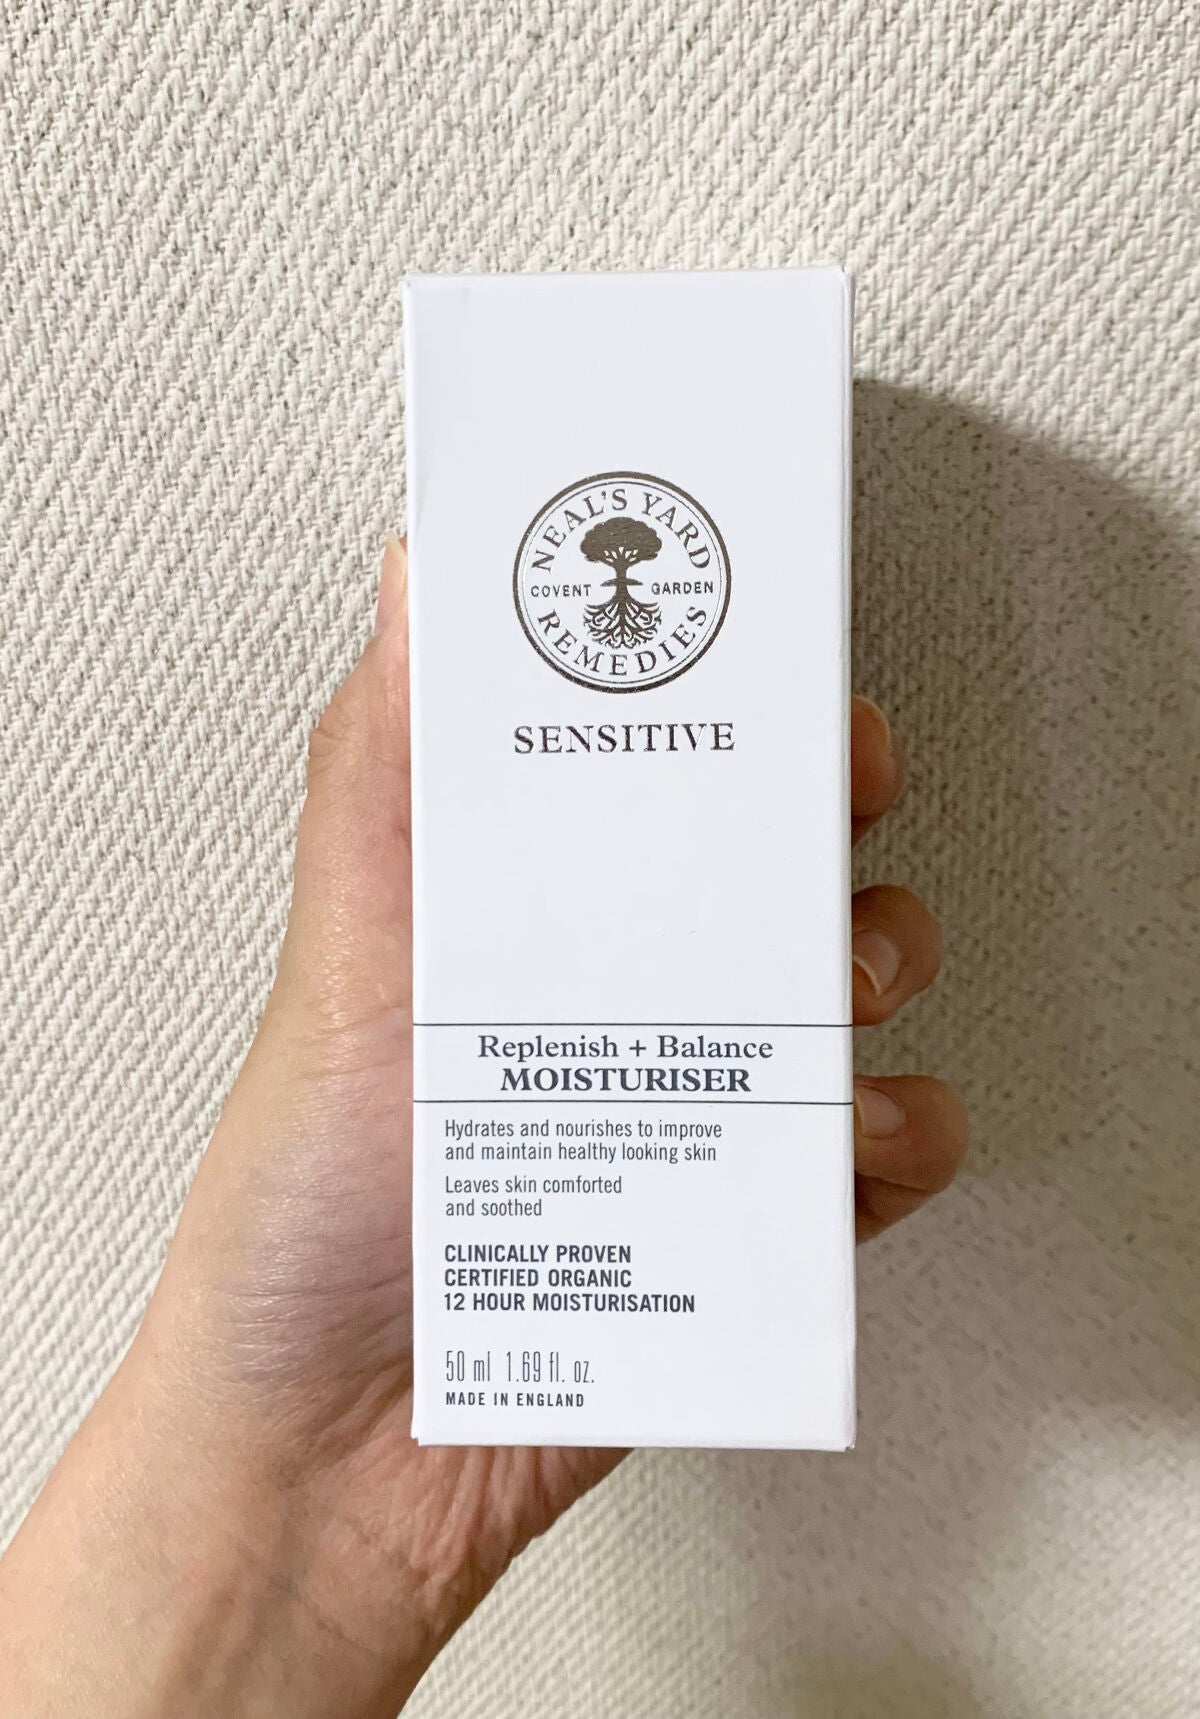 NEAL'S YARD
COVENT GARDEN
REMEDIES
SENSITIVE
Replenish + Balance
MOISTURISER
Hydrates and nourishes to improve
and maintain healthy looking skin
Leaves skin comforted
and soothed
CLINICALLY PROVEN
CERTIFIED ORGANIC
12 HOUR MOISTURISATION
50 ml 1.69 fl. oz.
MADE IN ENGLAND